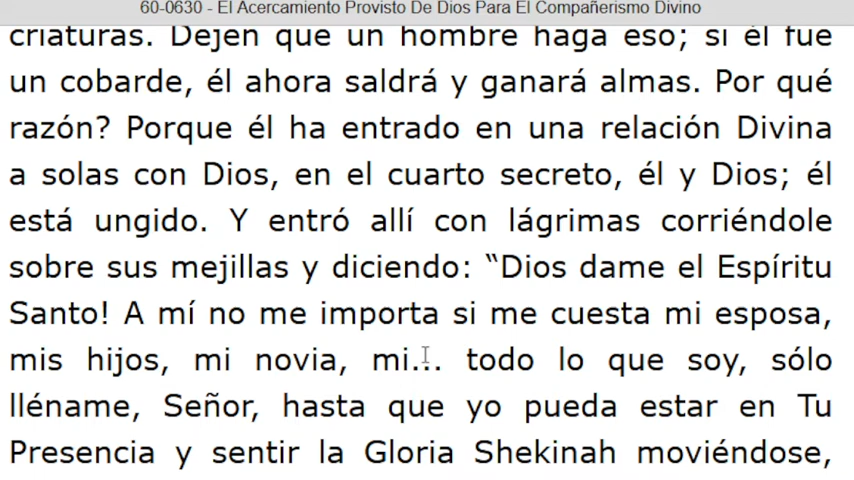 60-0630 - El Acercamiento Provisto De Dios Para El Compañerismo Divino
criaturas. Dejen que un hombre haga eso; si él fue
un cobarde, él ahora saldrá y ganará almas. Por qué
razón? Porque él ha entrado en una relación Divina
a solas con Dios, en el cuarto secreto, él y Dios; él
está ungido. Y entró allí con lágrimas corriéndole
sobre sus mejillas y diciendo: “Dios dame el Espíritu
Santo! A mí no me importa si me cuesta mi esposa,
mis hijos, mi novia, mi... todo lo que soy, sólo
lléname, Señor, hasta que yo pueda estar en Tu
Presencia y sentir la Gloria Shekinah moviéndose,